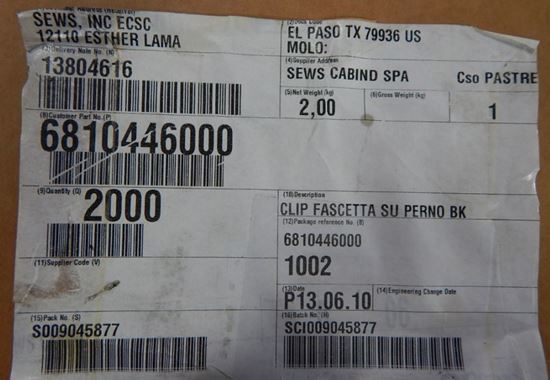 SEWS, INC ECSC
12110 ESTHER LAMA
(2)Dock Code
EL PASO TX 79936 US
MOLO:
(3)Delivery Note No. (N)
13804616
(4)Supplier Address
SEWS CABIND SPA Cso PASTRE
(5)Net Weight (kg)
2,00
(6)Gross Weight (kg)
1
(8)Customer Part No.(P)
6810446000
(9)Quantity (Q)
2000
(10)Description
CLIP FASCETTA SU PERNO BK
(12)Package reference No. (B)
6810446000
1002
(11)Supplier Code (V)
(13)Date
P13.06.10
(14)Engineering Change Date
(15)Pack No. (S)
S009045877
(16)Batch No. (H)
SCI009045877